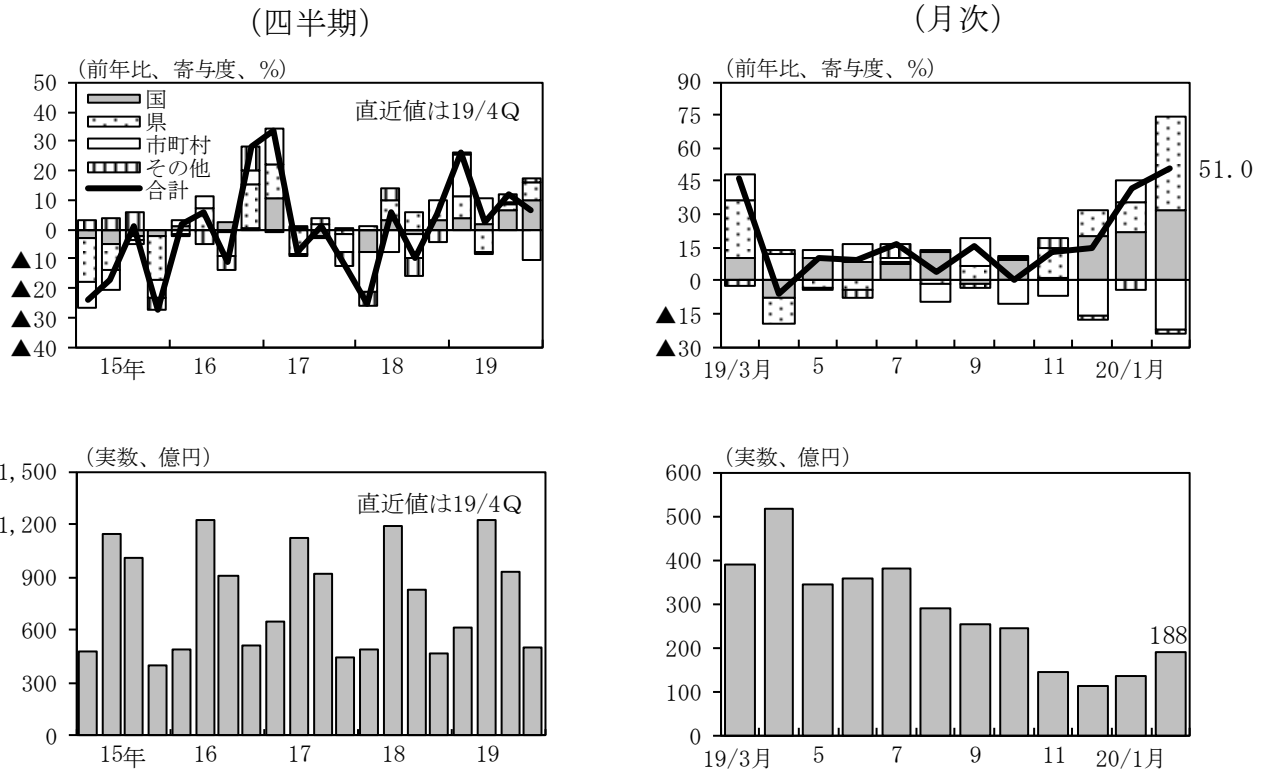 (四半期)
(前年比、寄与度、%)
50
40
30
20
10
0
▲10
▲20
▲30
▲40
国
県
市町村
その他
合計
直近値は19/4Q
15年 16 17 18 19
(月次)
(前年比、寄与度、%)
90
75
60
45
30
15
0
▲15
▲30
51.0
19/3月 5 7 9 11 20/1月
(実数、億円)
1,500
1,200
900
600
300
0
直近値は19/4Q
15年 16 17 18 19
(実数、億円)
600
500
400
300
200
100
0
188
19/3月 5 7 9 11 20/1月